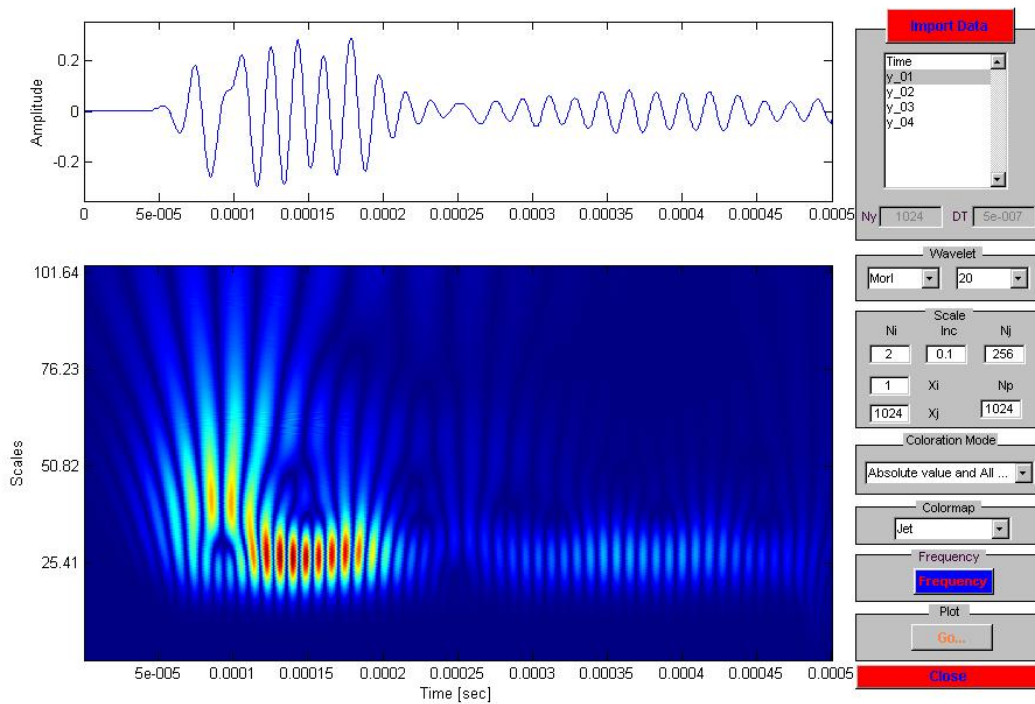 Amplitude
0.2
0
-0.2
0 5e-005 0.0001 0.00015 0.0002 0.00025 0.0003 0.00035 0.0004 0.00045 0.0005
Scales
101.64
76.23
50.82
25.41
5e-005 0.0001 0.00015 0.0002 0.00025 0.0003 0.00035 0.0004 0.00045 0.0005
Time [sec]
Import Data
Time
y_01
y_02
y_03
y_04
Ny 1024 DT 5e-007
Wavelet
Morl 20
Scale
Ni Inc Nj
2 0.1 256
1 Xi Np
1024 Xj 1024
Coloration Mode
Absolute value and All ...
Colormap
Jet
Frequency
Frequency
Plot
Go...
Close